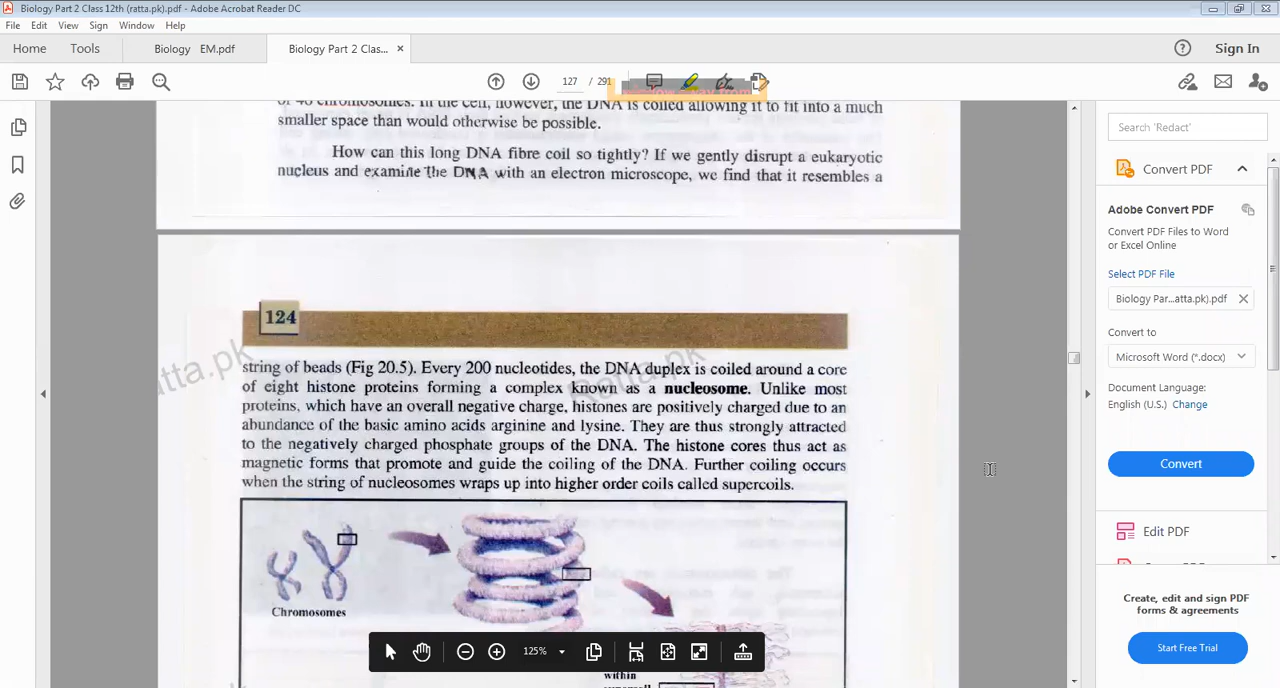 Biology Part 2 Class 12th (ratta.pk).pdf - Adobe Acrobat Reader DC
File Edit View Sign Window Help
Home Tools Biology EM.pdf Biology Part 2 Clas... × Sign In
127 / 291
of 46 chromosomes. In the cell, however, the DNA is coiled allowing it to fit into a much
smaller space than would otherwise be possible.
How can this long DNA fibre coil so tightly? If we gently disrupt a eukaryotic
nucleus and examine the DNA with an electron microscope, we find that it resembles a
124
string of beads (Fig 20.5). Every 200 nucleotides, the DNA duplex is coiled around a core
of eight histone proteins forming a complex known as a nucleosome. Unlike most
proteins, which have an overall negative charge, histones are positively charged due to an
abundance of the basic amino acids arginine and lysine. They are thus strongly attracted
to the negatively charged phosphate groups of the DNA. The histone cores thus act as
magnetic forms that promote and guide the coiling of the DNA. Further coiling occurs
when the string of nucleosomes wraps up into higher order coils called supercoils.
Ratta.pk
Chromosomes
within
125%
Search 'Redact'
Convert PDF
Adobe Convert PDF
Convert PDF Files to Word
or Excel Online
Select PDF File
Biology Par...atta.pk).pdf
Convert to
Microsoft Word (*.docx)
Document Language:
English (U.S.) Change
Convert
Edit PDF
Create, edit and sign PDF
forms & agreements
Start Free Trial